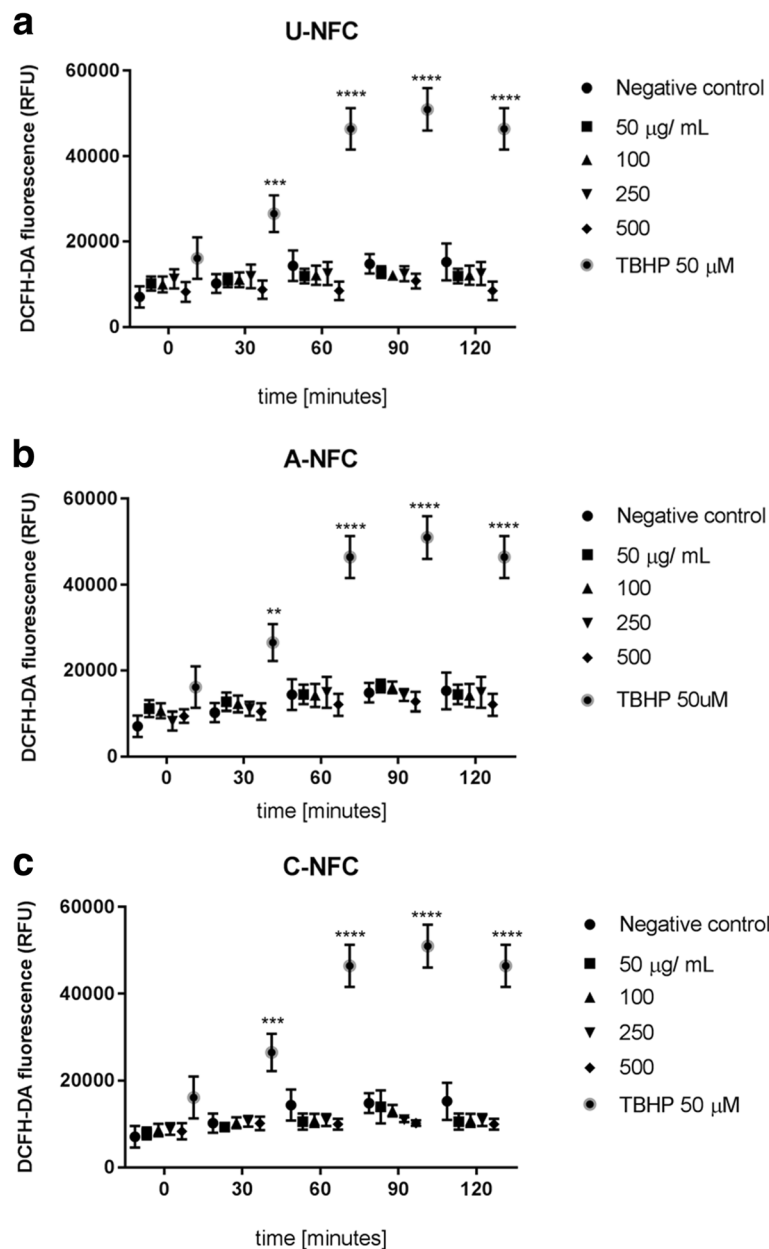 a
U-NFC
DCFH-DA fluorescence (RFU)
60000
40000
20000
0
0 30 60 90 120
time [minutes]
*** **** **** ****
Negative control
50 μg/ mL
100
250
500
TBHP 50 μM
b
A-NFC
DCFH-DA fluorescence (RFU)
60000
40000
20000
0
0 30 60 90 120
time [minutes]
** **** **** ****
Negative control
50 μg/ mL
100
250
500
TBHP 50uM
c
C-NFC
DCFH-DA fluorescence (RFU)
60000
40000
20000
0
0 30 60 90 120
time [minutes]
*** **** **** ****
Negative control
50 μg/ mL
100
250
500
TBHP 50 μM